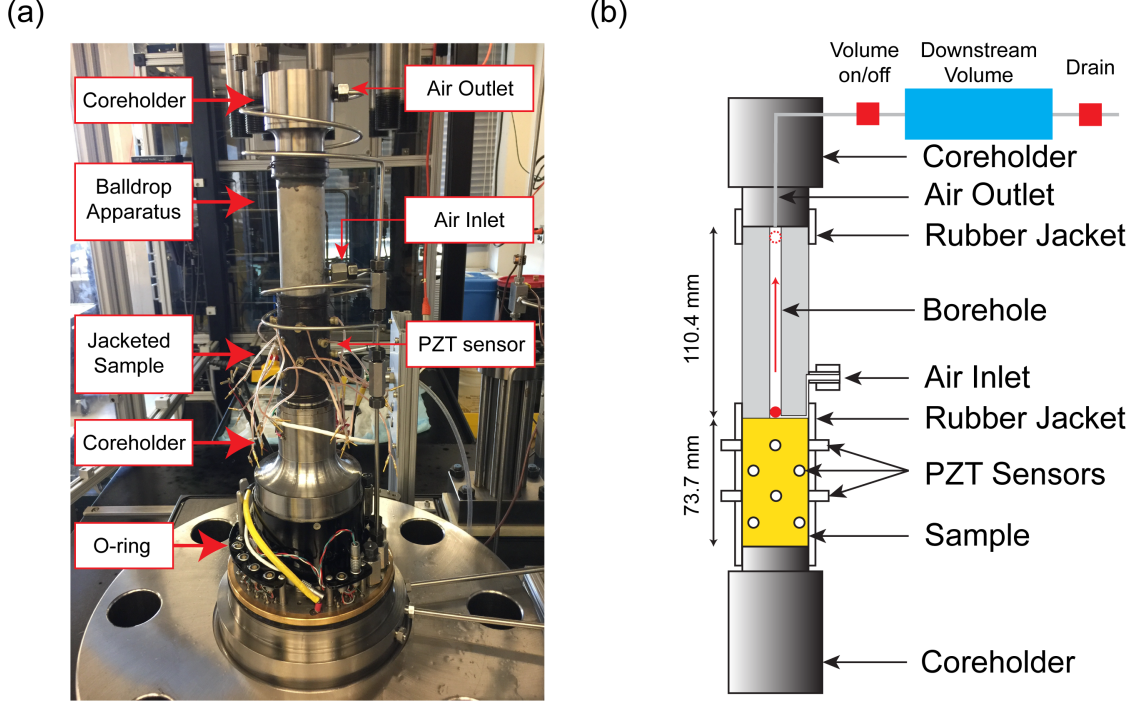 (a)
Coreholder
Air Outlet
Balldrop
Apparatus
Air Inlet
Jacketed
Sample
PZT sensor
Coreholder
O-ring
(b)
Volume
on/off
Downstream
Volume
Drain
Coreholder
Air Outlet
Rubber Jacket
110.4 mm
Borehole
Air Inlet
Rubber Jacket
73.7 mm
PZT Sensors
Sample
Coreholder